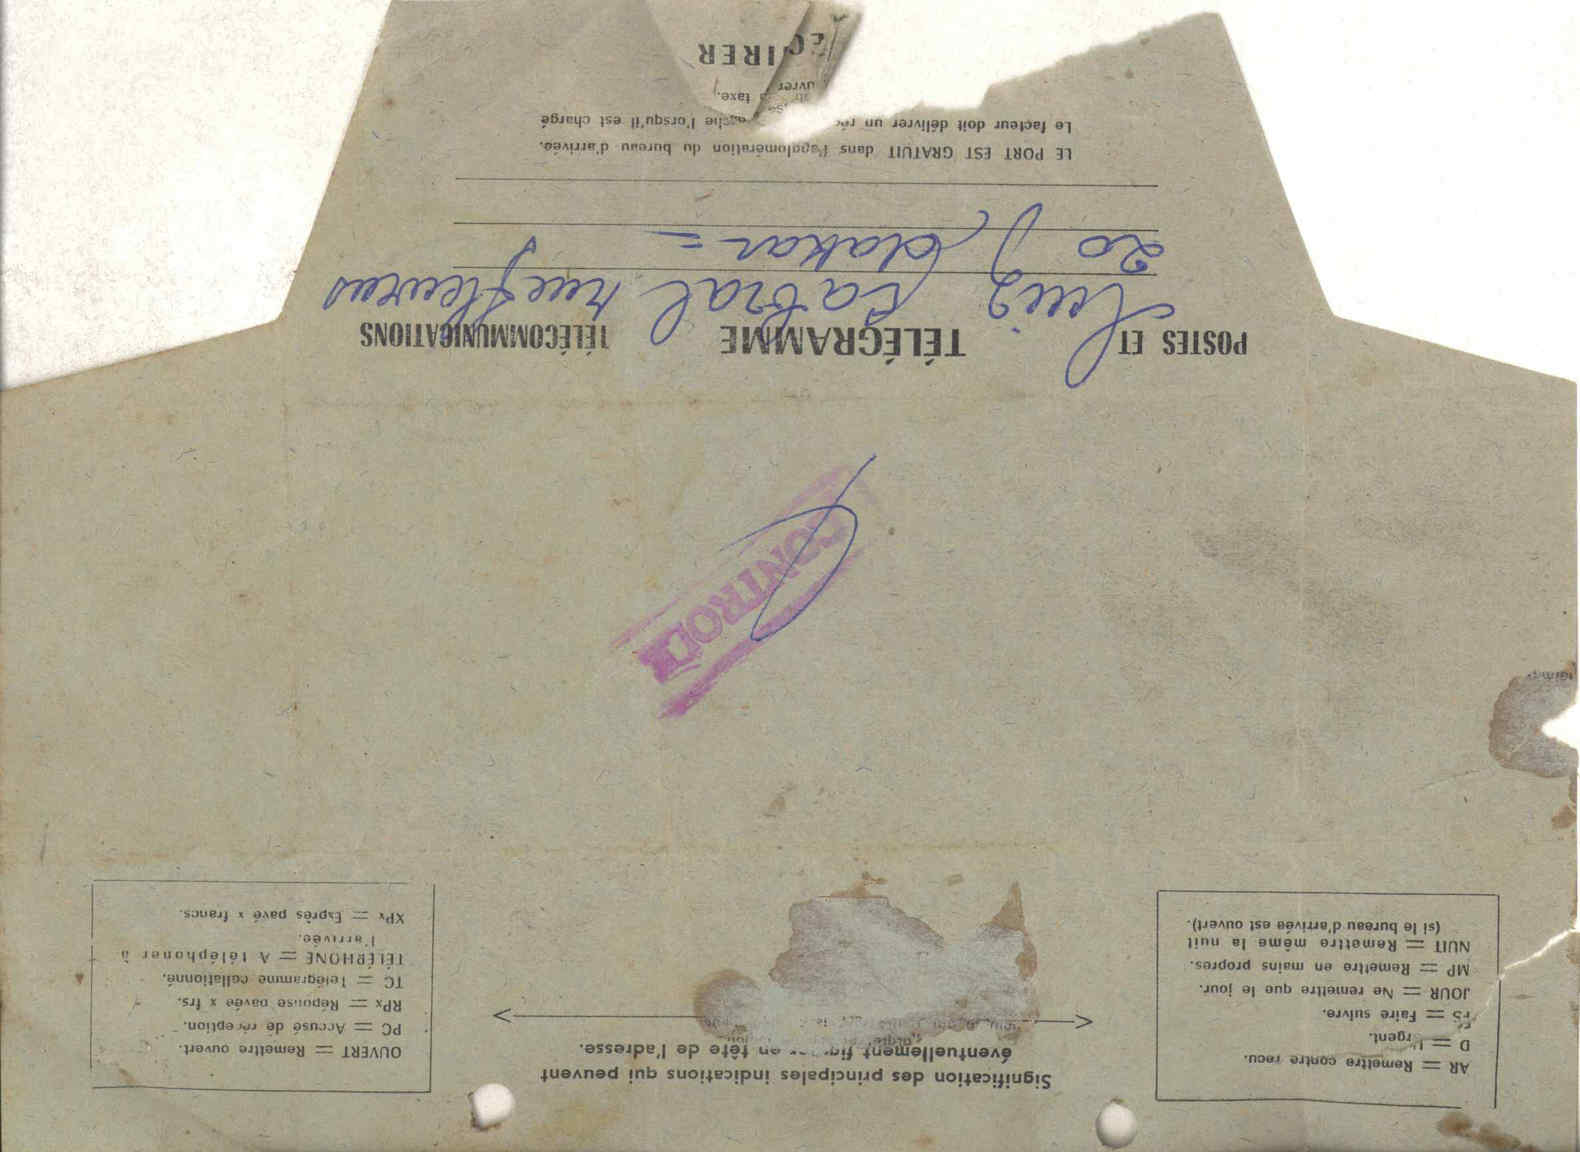 Signification des principales indications qui peuvent
éventuellement en tête de l'adresse.
AR = Remettre contre reçu.
D = rgent.
FS = Faire suivre.
JOUR = Ne remettre que le jour.
MP = Remettre en mains propres.
NUIT = Remettre même la nuit
(si le bureau d'arrivée est ouvert).
OUVERT = Remettre ouvert.
PC = Accusé de réception.
RPx = Réponse payée x frs.
TC = Télégramme collationné.
TÉLÉPHONE = A téléphoner à
l'arrivée.
XPx = Exprès payé x francs.
CONTROLE
POSTES ET TÉLÉGRAMME TÉLÉCOMMUNICATIONS
Luiz Cabral rue fleurus
20 Dakar =
LE PORT EST GRATUIT dans l'agglomération du bureau d'arrivée.
Le facteur doit délivrer un lorsqu'il est chargé
taxe.